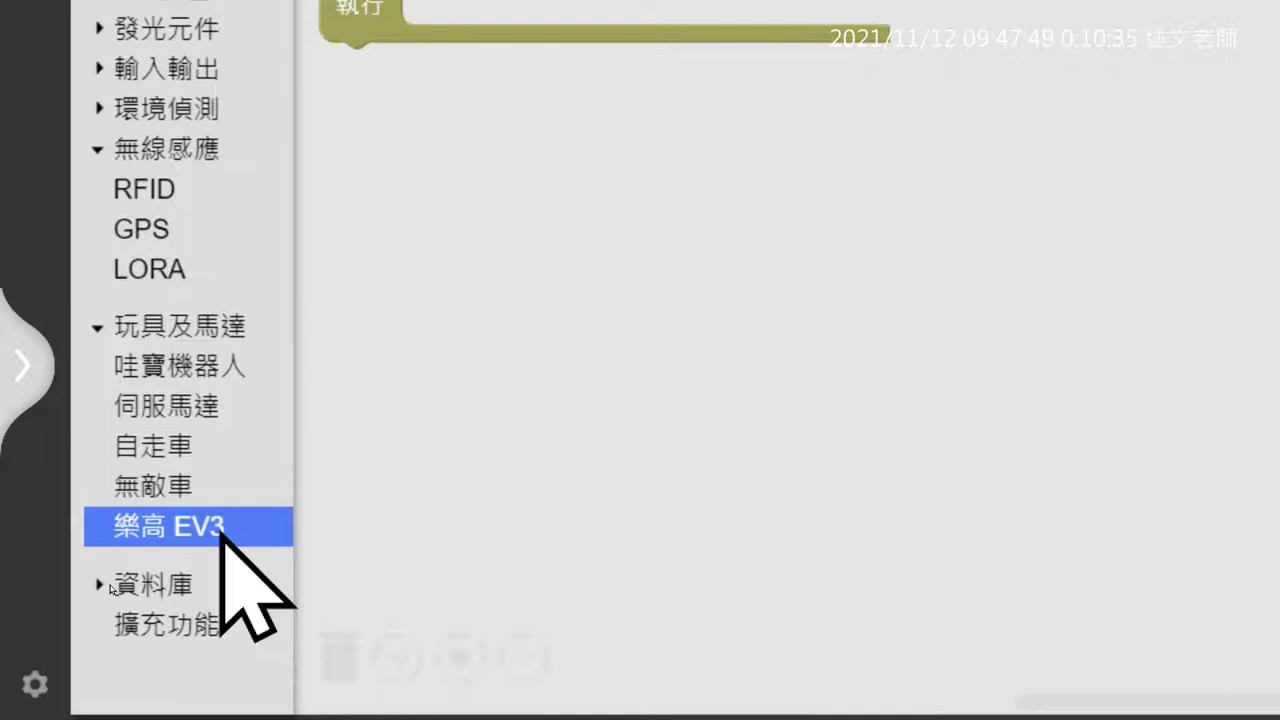 執行
2021/11/12 09 47 49 0:10:35 進文老師
發光元件
輸入輸出
環境偵測
無線感應
RFID
GPS
LORA
玩具及馬達
哇寶機器人
伺服馬達
自走車
無敵車
樂高 EV3
資料庫
擴充功能